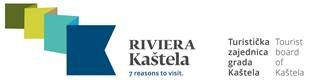 RIVIERA
Kaštela
7 reasons to visit.
Turistička
zajednica
grada
Kaštela
Tourist
board
of
Kaštela